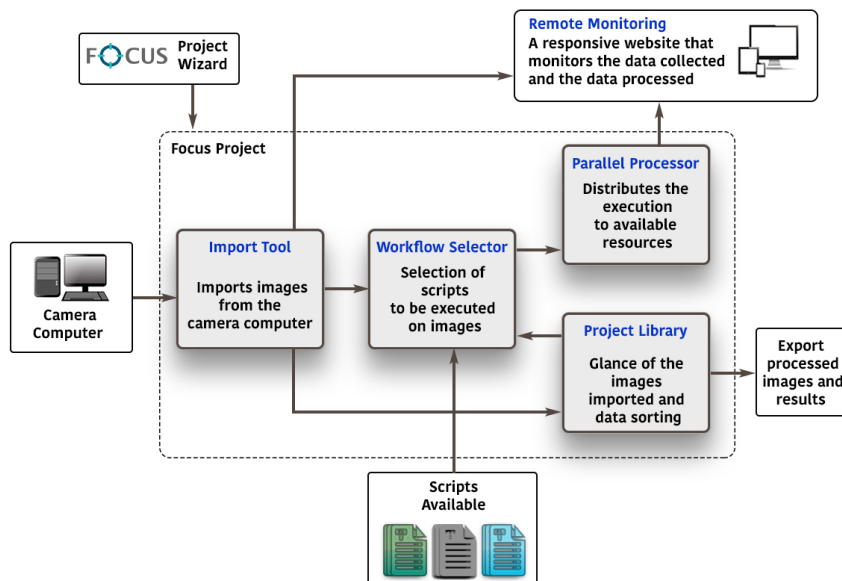 Remote Monitoring
A responsive website that
monitors the data collected
and the data processed
FOCUS Project
Wizard
Focus Project
Parallel Processor
Distributes the
execution
to available
resources
Import Tool
Imports images
from the
camera computer
Workflow Selector
Selection of
scripts
to be executed
on images
Camera
Computer
Project Library
Glance of the
images
imported and
data sorting
Export
processed
images and
results
Scripts
Available